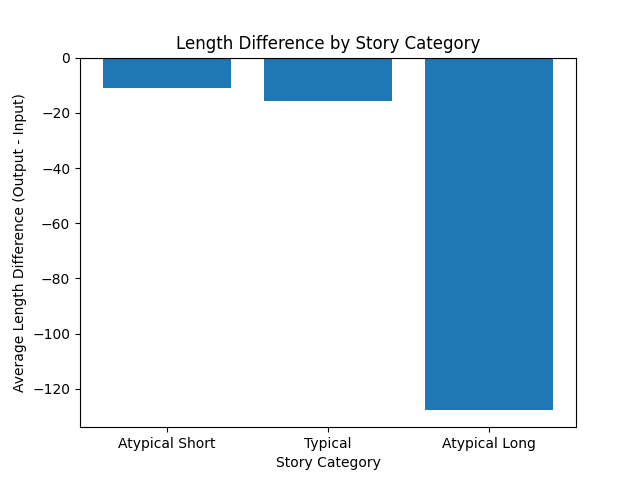 Length Difference by Story Category
Average Length Difference (Output - Input)
0
−20
−40
−60
−80
−100
−120
Atypical Short
Typical
Atypical Long
Story Category